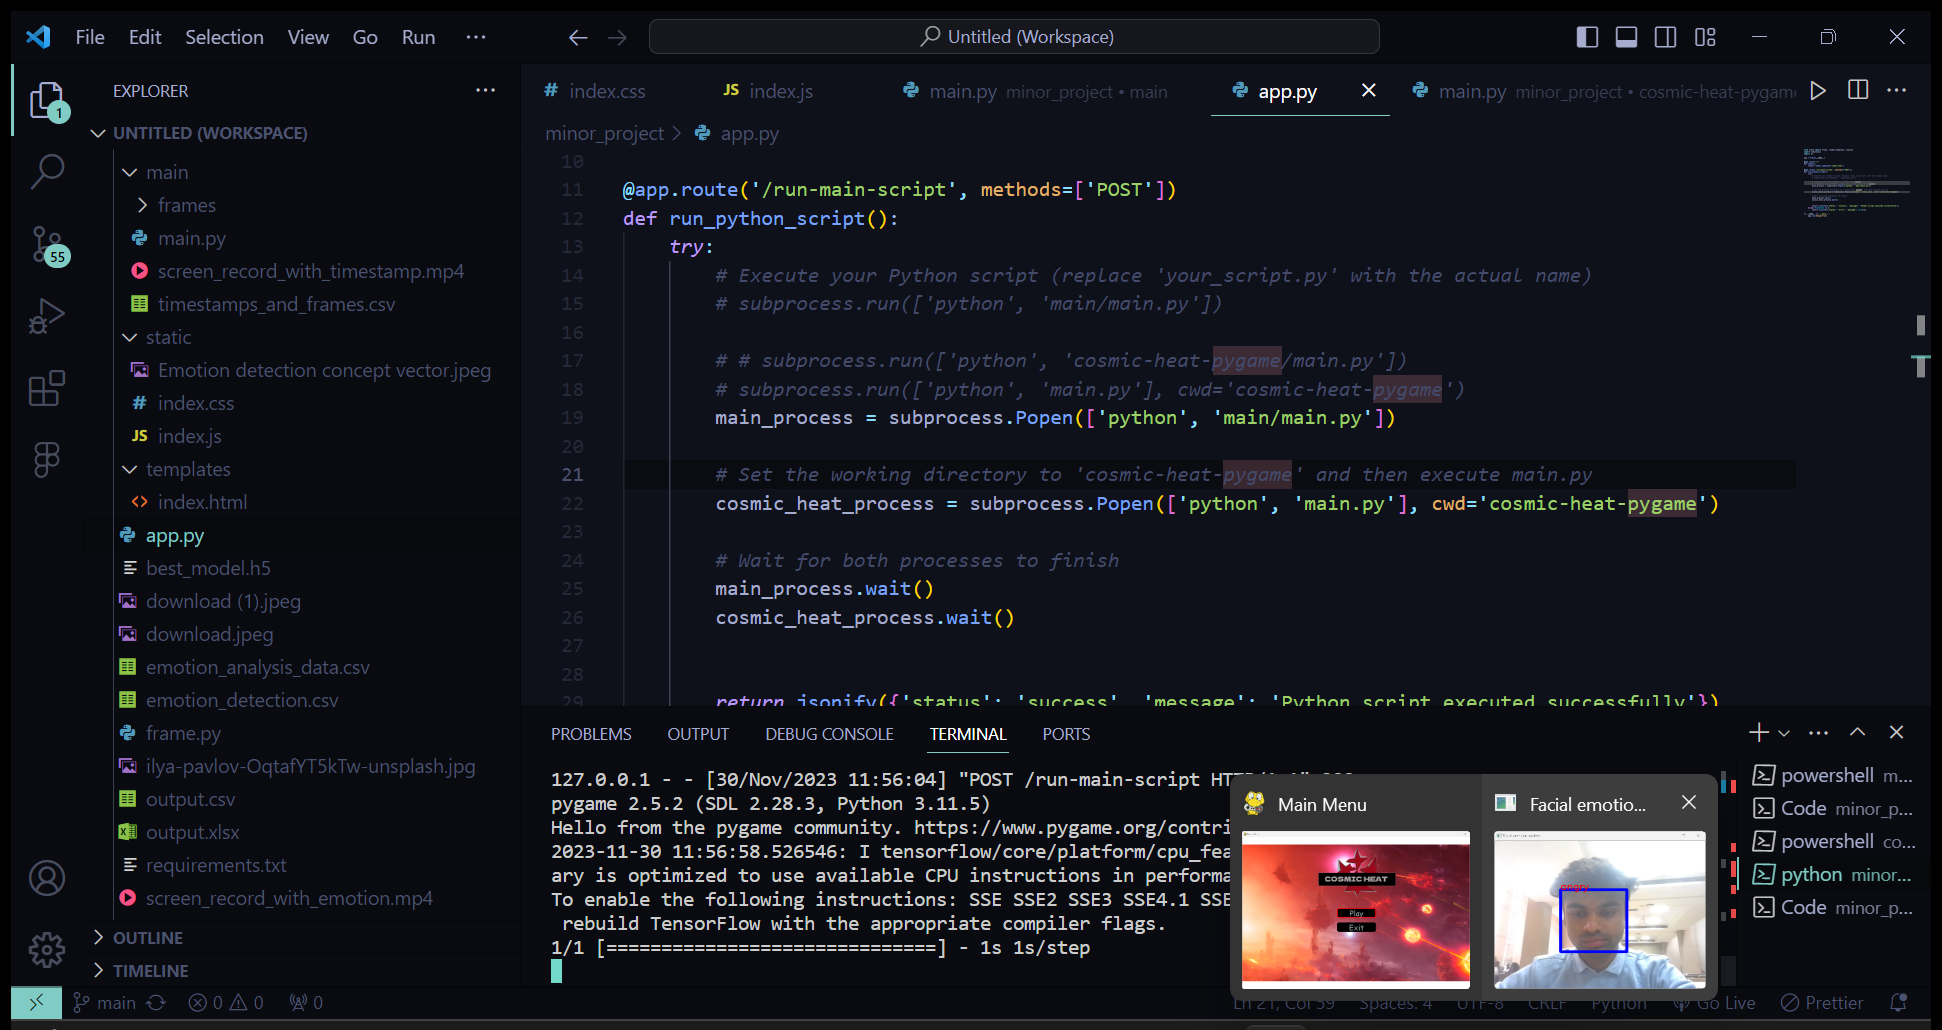 File Edit Selection View Go Run ···
Untitled (Workspace)
EXPLORER
UNTITLED (WORKSPACE)
main
frames
main.py
screen_record_with_timestamp.mp4
timestamps_and_frames.csv
static
Emotion detection concept vector.jpeg
# index.css
JS index.js
templates
<> index.html
app.py
best_model.h5
download (1).jpeg
download.jpeg
emotion_analysis_data.csv
emotion_detection.csv
frame.py
ilya-pavlov-OqtafYT5kTw-unsplash.jpg
output.csv
output.xlsx
requirements.txt
screen_record_with_emotion.mp4
OUTLINE
TIMELINE
1
55
# index.css JS index.js main.py minor_project • main app.py main.py minor_project • cosmic-heat-pygame
minor_project > app.py
10
11 @app.route('/run-main-script', methods=['POST'])
12 def run_python_script():
13 try:
14 # Execute your Python script (replace 'your_script.py' with the actual name)
15 # subprocess.run(['python', 'main/main.py'])
16
17 # # subprocess.run(['python', 'cosmic-heat-pygame/main.py'])
18 # subprocess.run(['python', 'main.py'], cwd='cosmic-heat-pygame')
19 main_process = subprocess.Popen(['python', 'main/main.py'])
20
21 # Set the working directory to 'cosmic-heat-pygame' and then execute main.py
22 cosmic_heat_process = subprocess.Popen(['python', 'main.py'], cwd='cosmic-heat-pygame')
23
24 # Wait for both processes to finish
25 main_process.wait()
26 cosmic_heat_process.wait()
27
28
29 return jsonify({'status': 'success', 'message': 'Python script executed successfully'})
PROBLEMS OUTPUT DEBUG CONSOLE TERMINAL PORTS
127.0.0.1 - - [30/Nov/2023 11:56:04] "POST /run-main-script
pygame 2.5.2 (SDL 2.28.3, Python 3.11.5)
Hello from the pygame community. https://www.pygame.org/contri
2023-11-30 11:56:58.526546: I tensorflow/core/platform/cpu_fea
ary is optimized to use available CPU instructions in performa
To enable the following instructions: SSE SSE2 SSE3 SSE4.1 SSE
rebuild TensorFlow with the appropriate compiler flags.
1/1 [==============================] - 1s 1s/step
powershell m...
Code minor_p...
powershell co...
python minor...
Code minor_p...
Main Menu
COSMIC HEAT
Play
Exit
Facial emotio...
angry
main 0 0 0
Ln 21, Col 59 Spaces: 4 UTF-8 CRLF Python Go Live Prettier